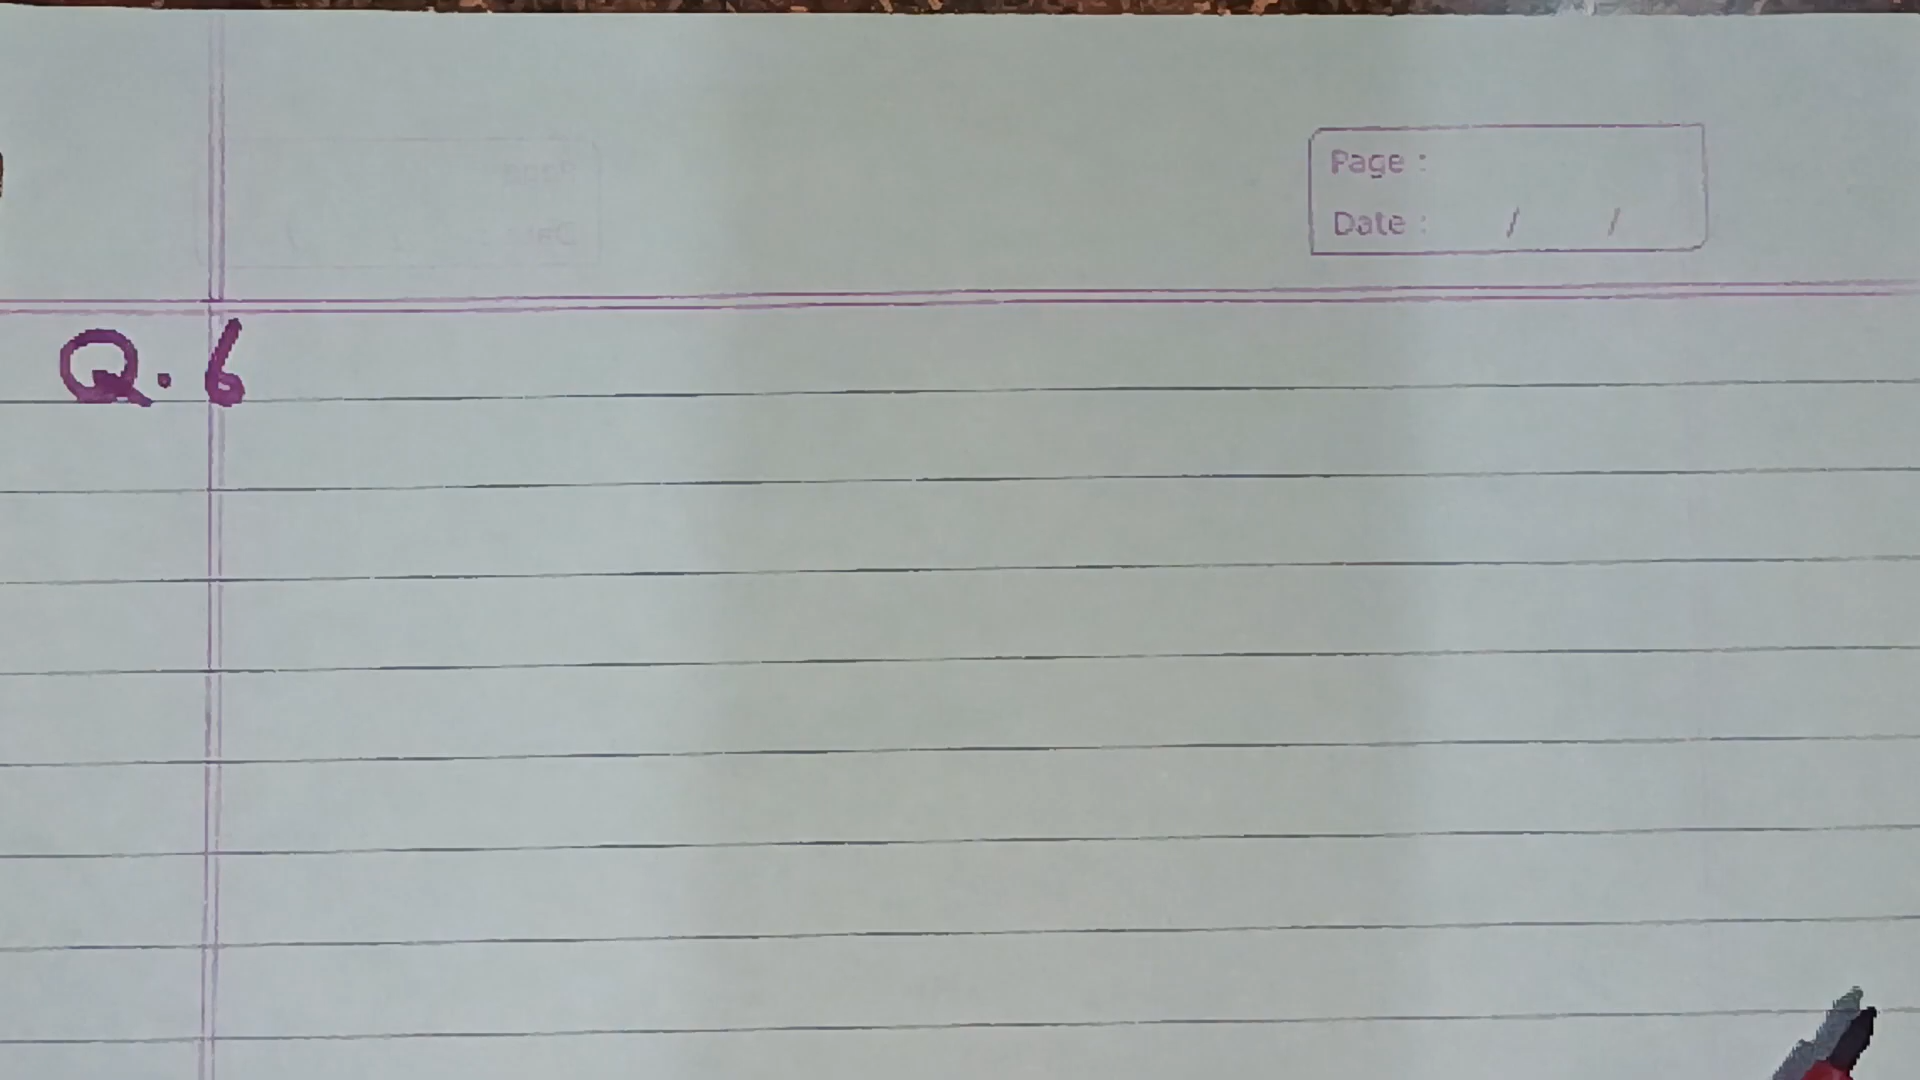 Page :
Date : / /
Q. 6